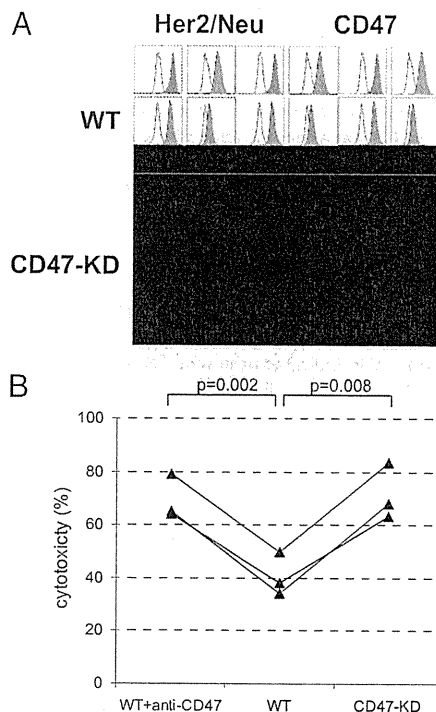 A
Her2/Neu CD47
WT
CD47-KD
B
p=0.002 p=0.008
100
80
60
40
20
0
cytotoxicty (%)
WT+anti-CD47 WT CD47-KD